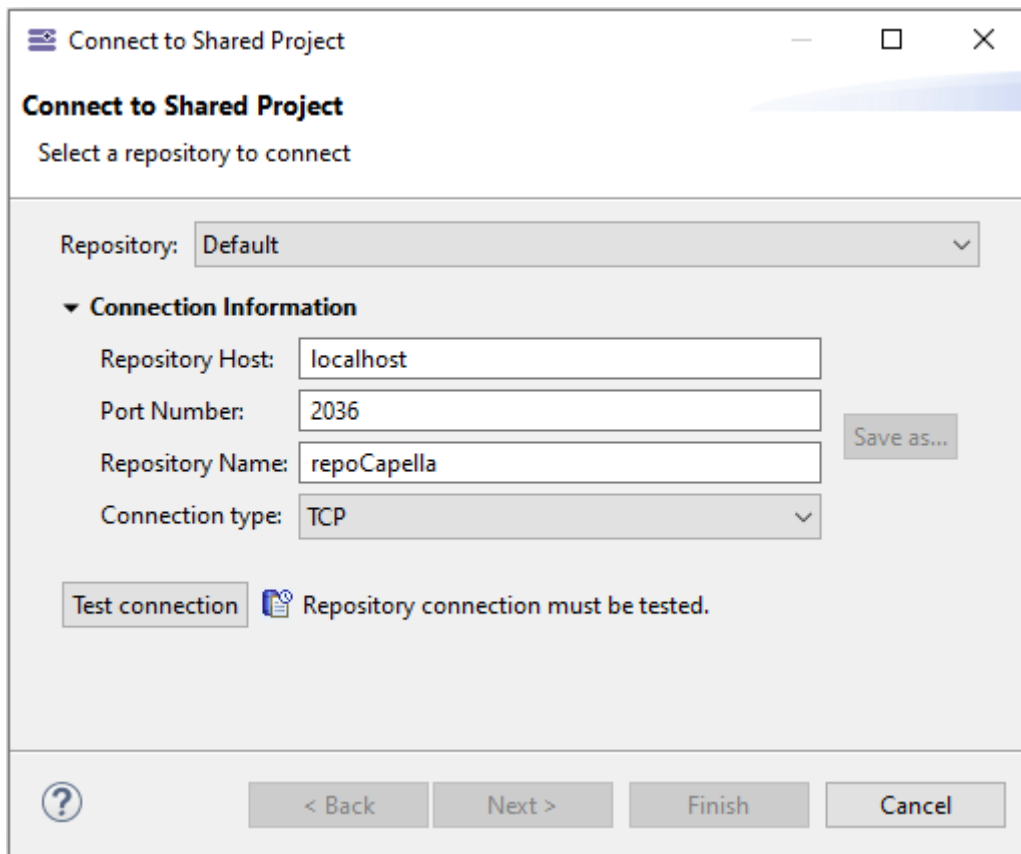 Connect to Shared Project
Connect to Shared Project
Select a repository to connect
Repository: Default
Connection Information
Repository Host: localhost
Port Number: 2036
Save as...
Repository Name: repoCapella
Connection type: TCP
Test connection Repository connection must be tested.
? < Back Next > Finish Cancel